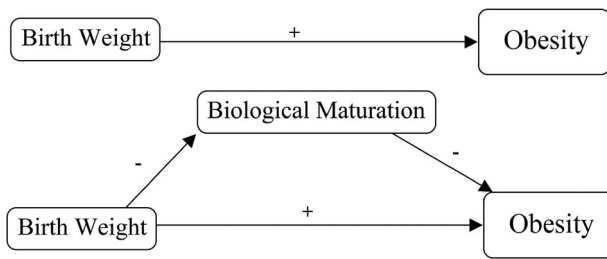 Birth Weight
+
Obesity
Biological Maturation
-
-
Birth Weight
+
Obesity